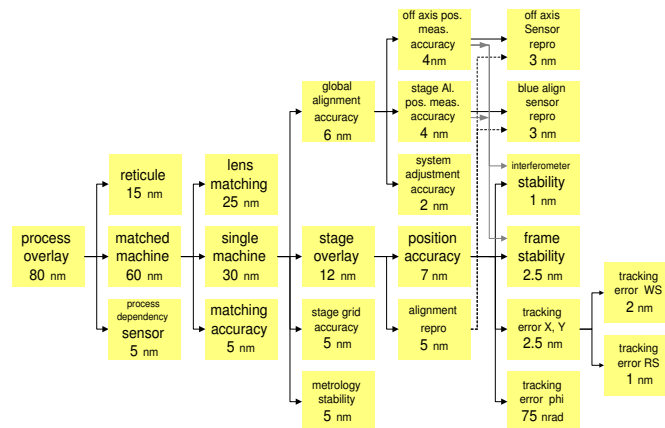 process
overlay
80 nm
reticule
15 nm
matched
machine
60 nm
process
dependency
sensor
5 nm
lens
matching
25 nm
single
machine
30 nm
matching
accuracy
5 nm
global
alignment
accuracy
6 nm
stage
overlay
12 nm
stage grid
accuracy
5 nm
metrology
stability
5 nm
off axis pos.
meas.
accuracy
4nm
stage Al.
pos. meas.
accuracy
4 nm
system
adjustment
accuracy
2 nm
position
accuracy
7 nm
alignment
repro
5 nm
off axis
Sensor
repro
3 nm
blue align
sensor
repro
3 nm
interferometer
stability
1 nm
frame
stability
2.5 nm
tracking
error X, Y
2.5 nm
tracking
error phi
75 nrad
tracking
error WS
2 nm
tracking
error RS
1 nm